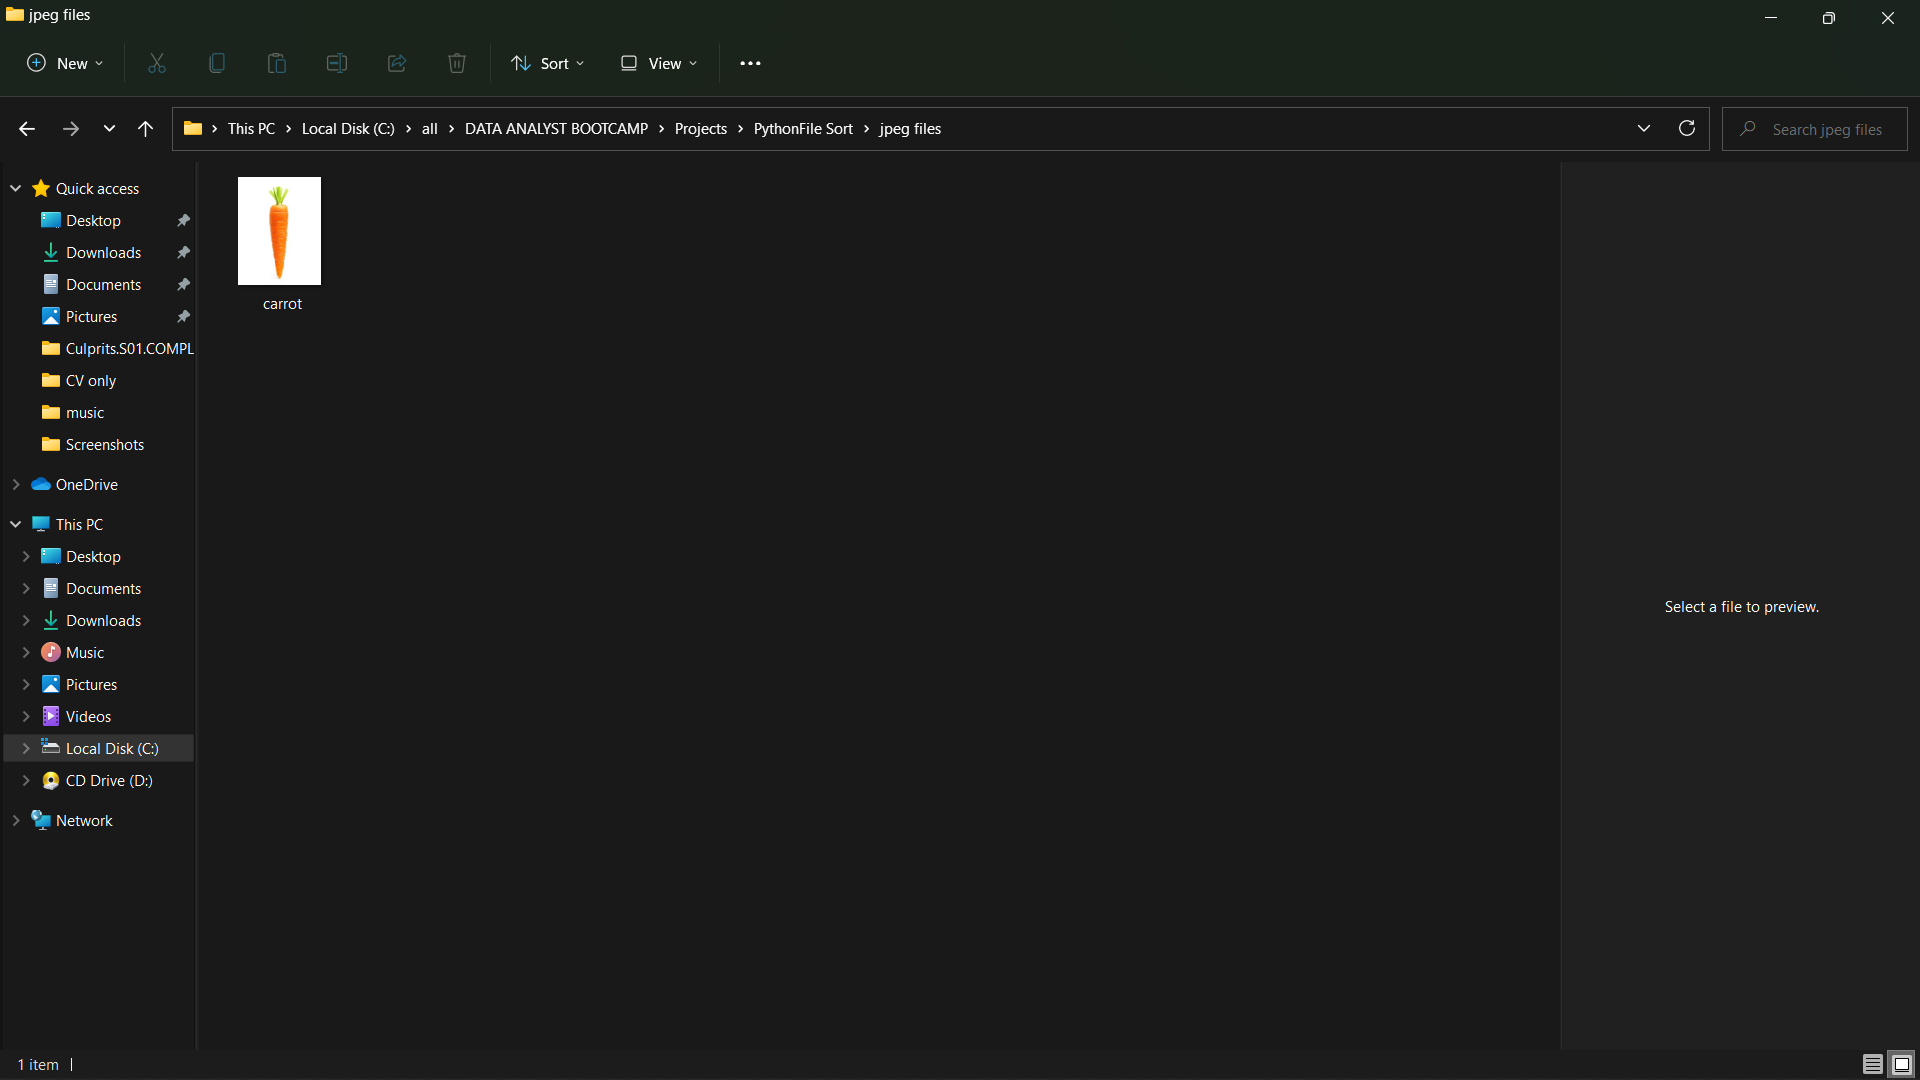 jpeg files
New
Sort
View
This PC > Local Disk (C:) > all > DATA ANALYST BOOTCAMP > Projects > PythonFile Sort > jpeg files
Search jpeg files
Quick access
Desktop
Downloads
Documents
Pictures
Culprits.S01.COMPL
CV only
music
Screenshots
OneDrive
This PC
Desktop
Documents
Downloads
Music
Pictures
Videos
Local Disk (C:)
CD Drive (D:)
Network
carrot
Select a file to preview.
1 item